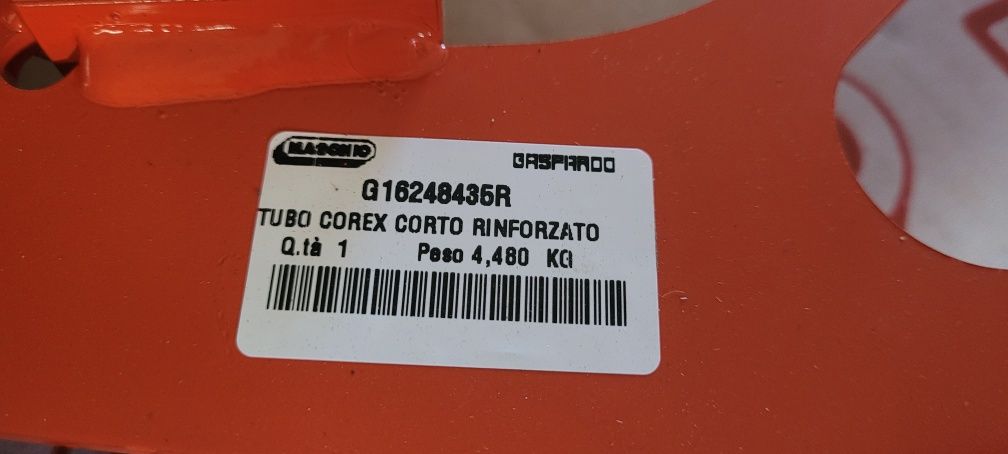 MASCHIO GASPARDO
G16248435R
TUBO COREX CORTO RINFORZATO
Q.tà 1 Peso 4,480 KG